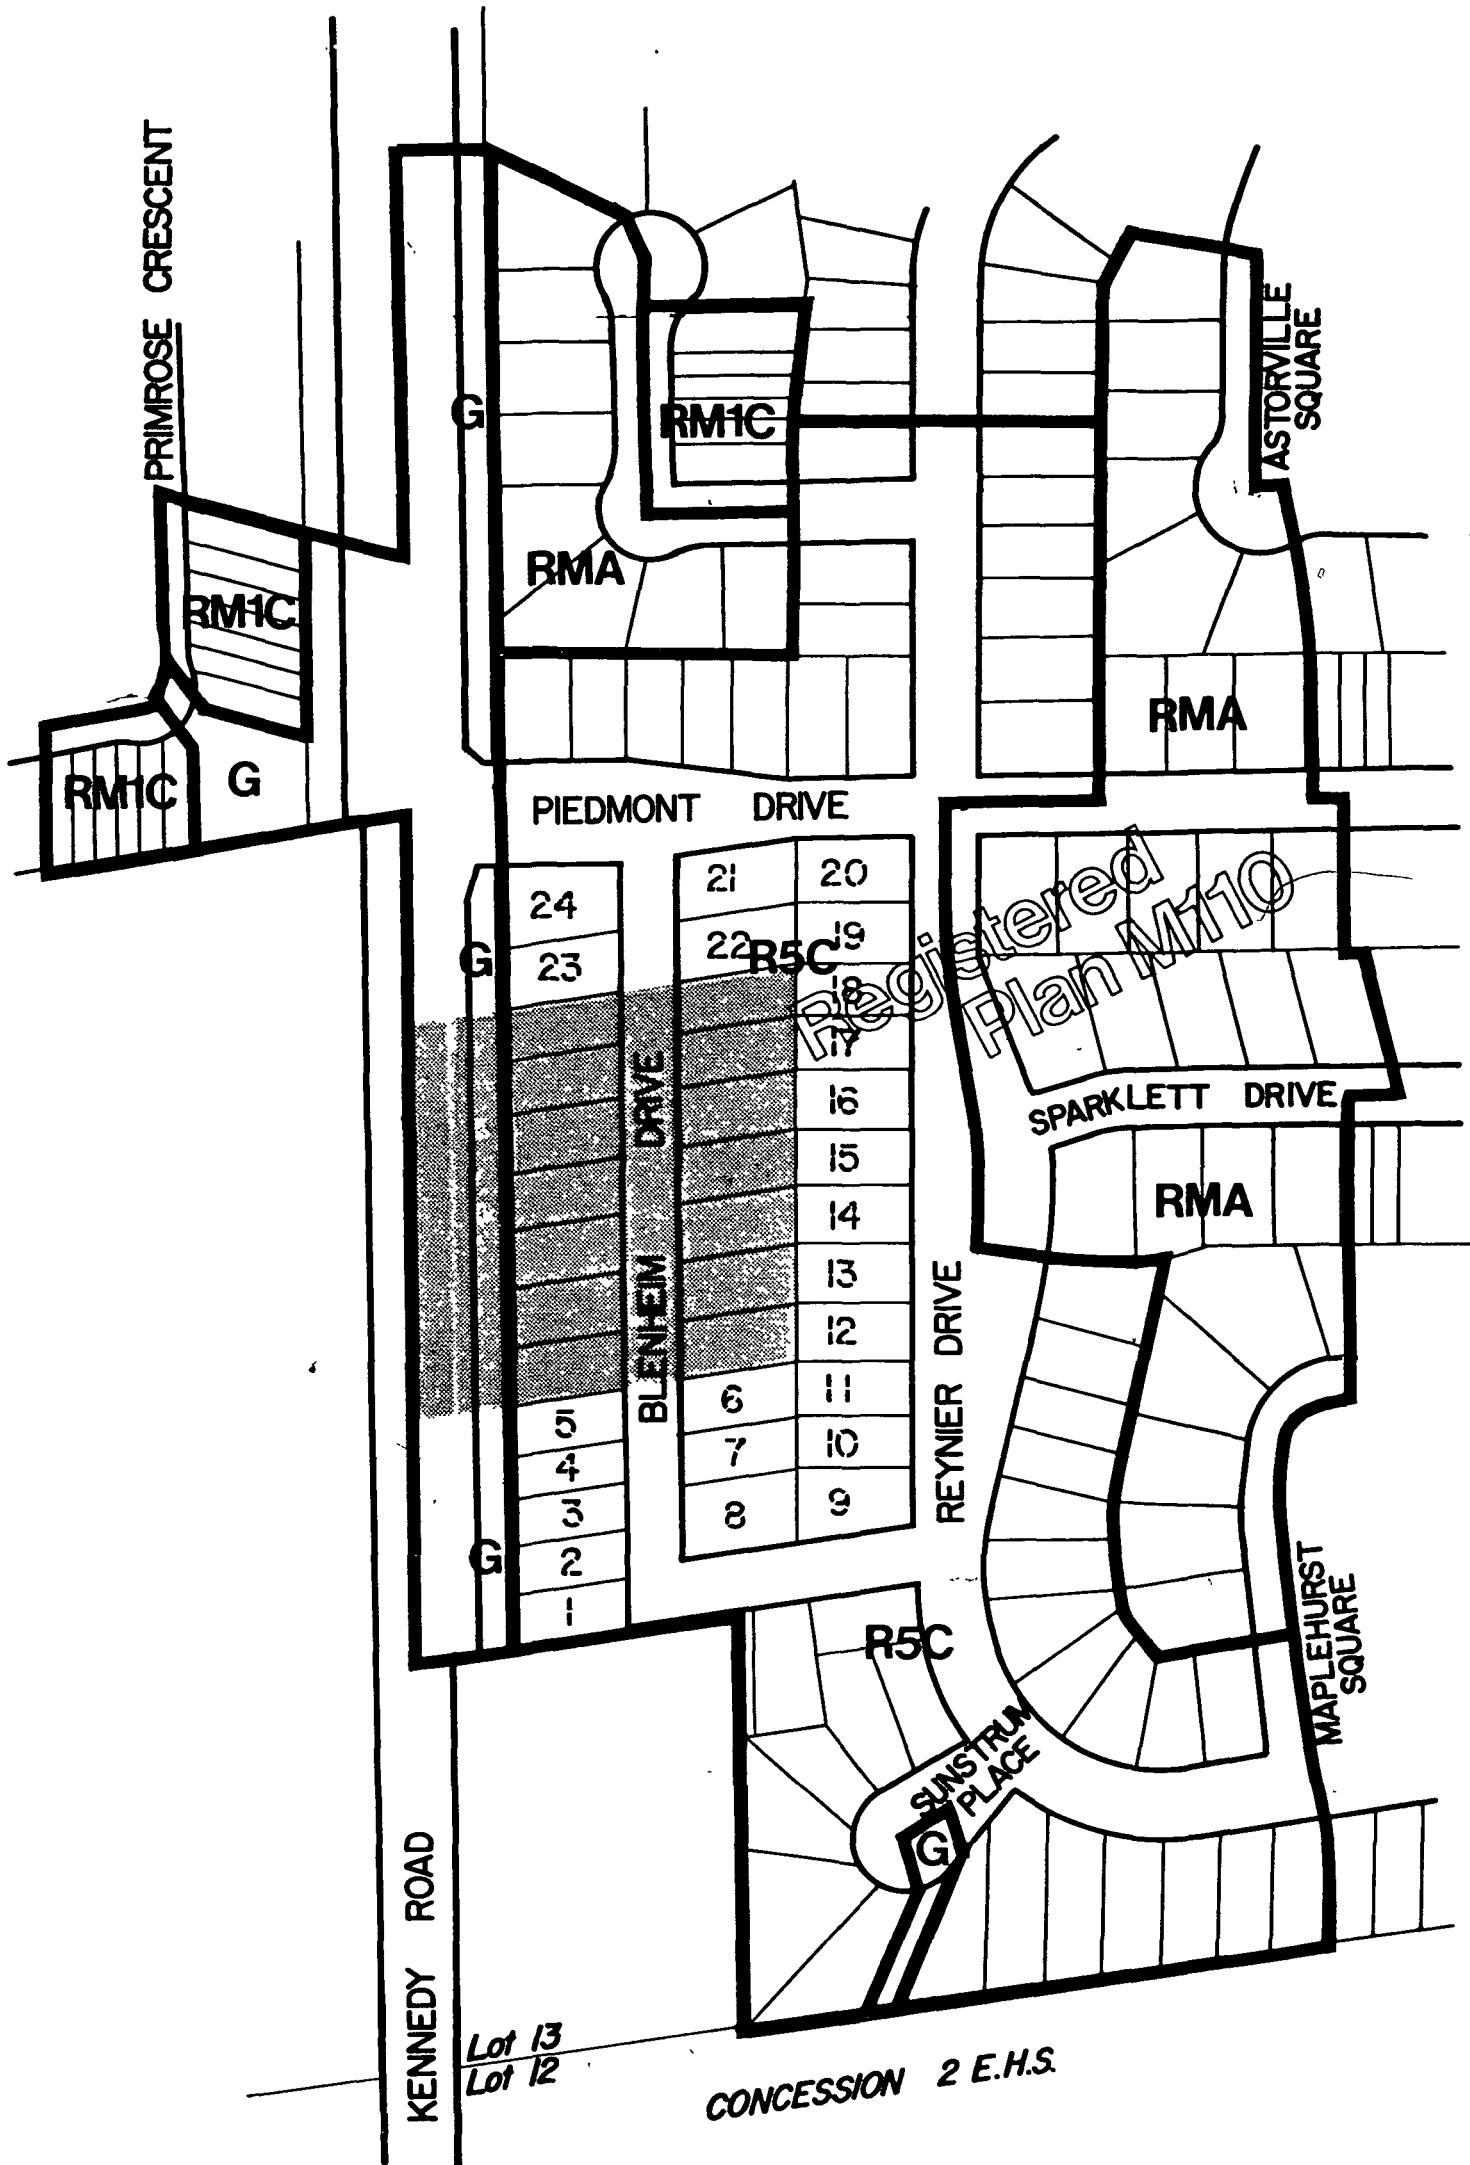 PRIMROSE CRESCENT
G
RM1C
ASTORVILLE
SQUARE
RMA
RM1C
RMA
RM1C
G
PIEDMONT DRIVE
24
21
20
23
22
19
G
R5C
18
17
16
15
14
13
12
11
10
9
Registered
Plan M110
BLENHEIM DRIVE
SPARKLETT DRIVE
RMA
REYNIER DRIVE
5
6
4
7
3
8
2
1
G
R5C
MAPLEHURST
SQUARE
SUNSTRUM
PLACE
G
KENNEDY ROAD
Lot 13
Lot 12
CONCESSION 2 E.H.S.